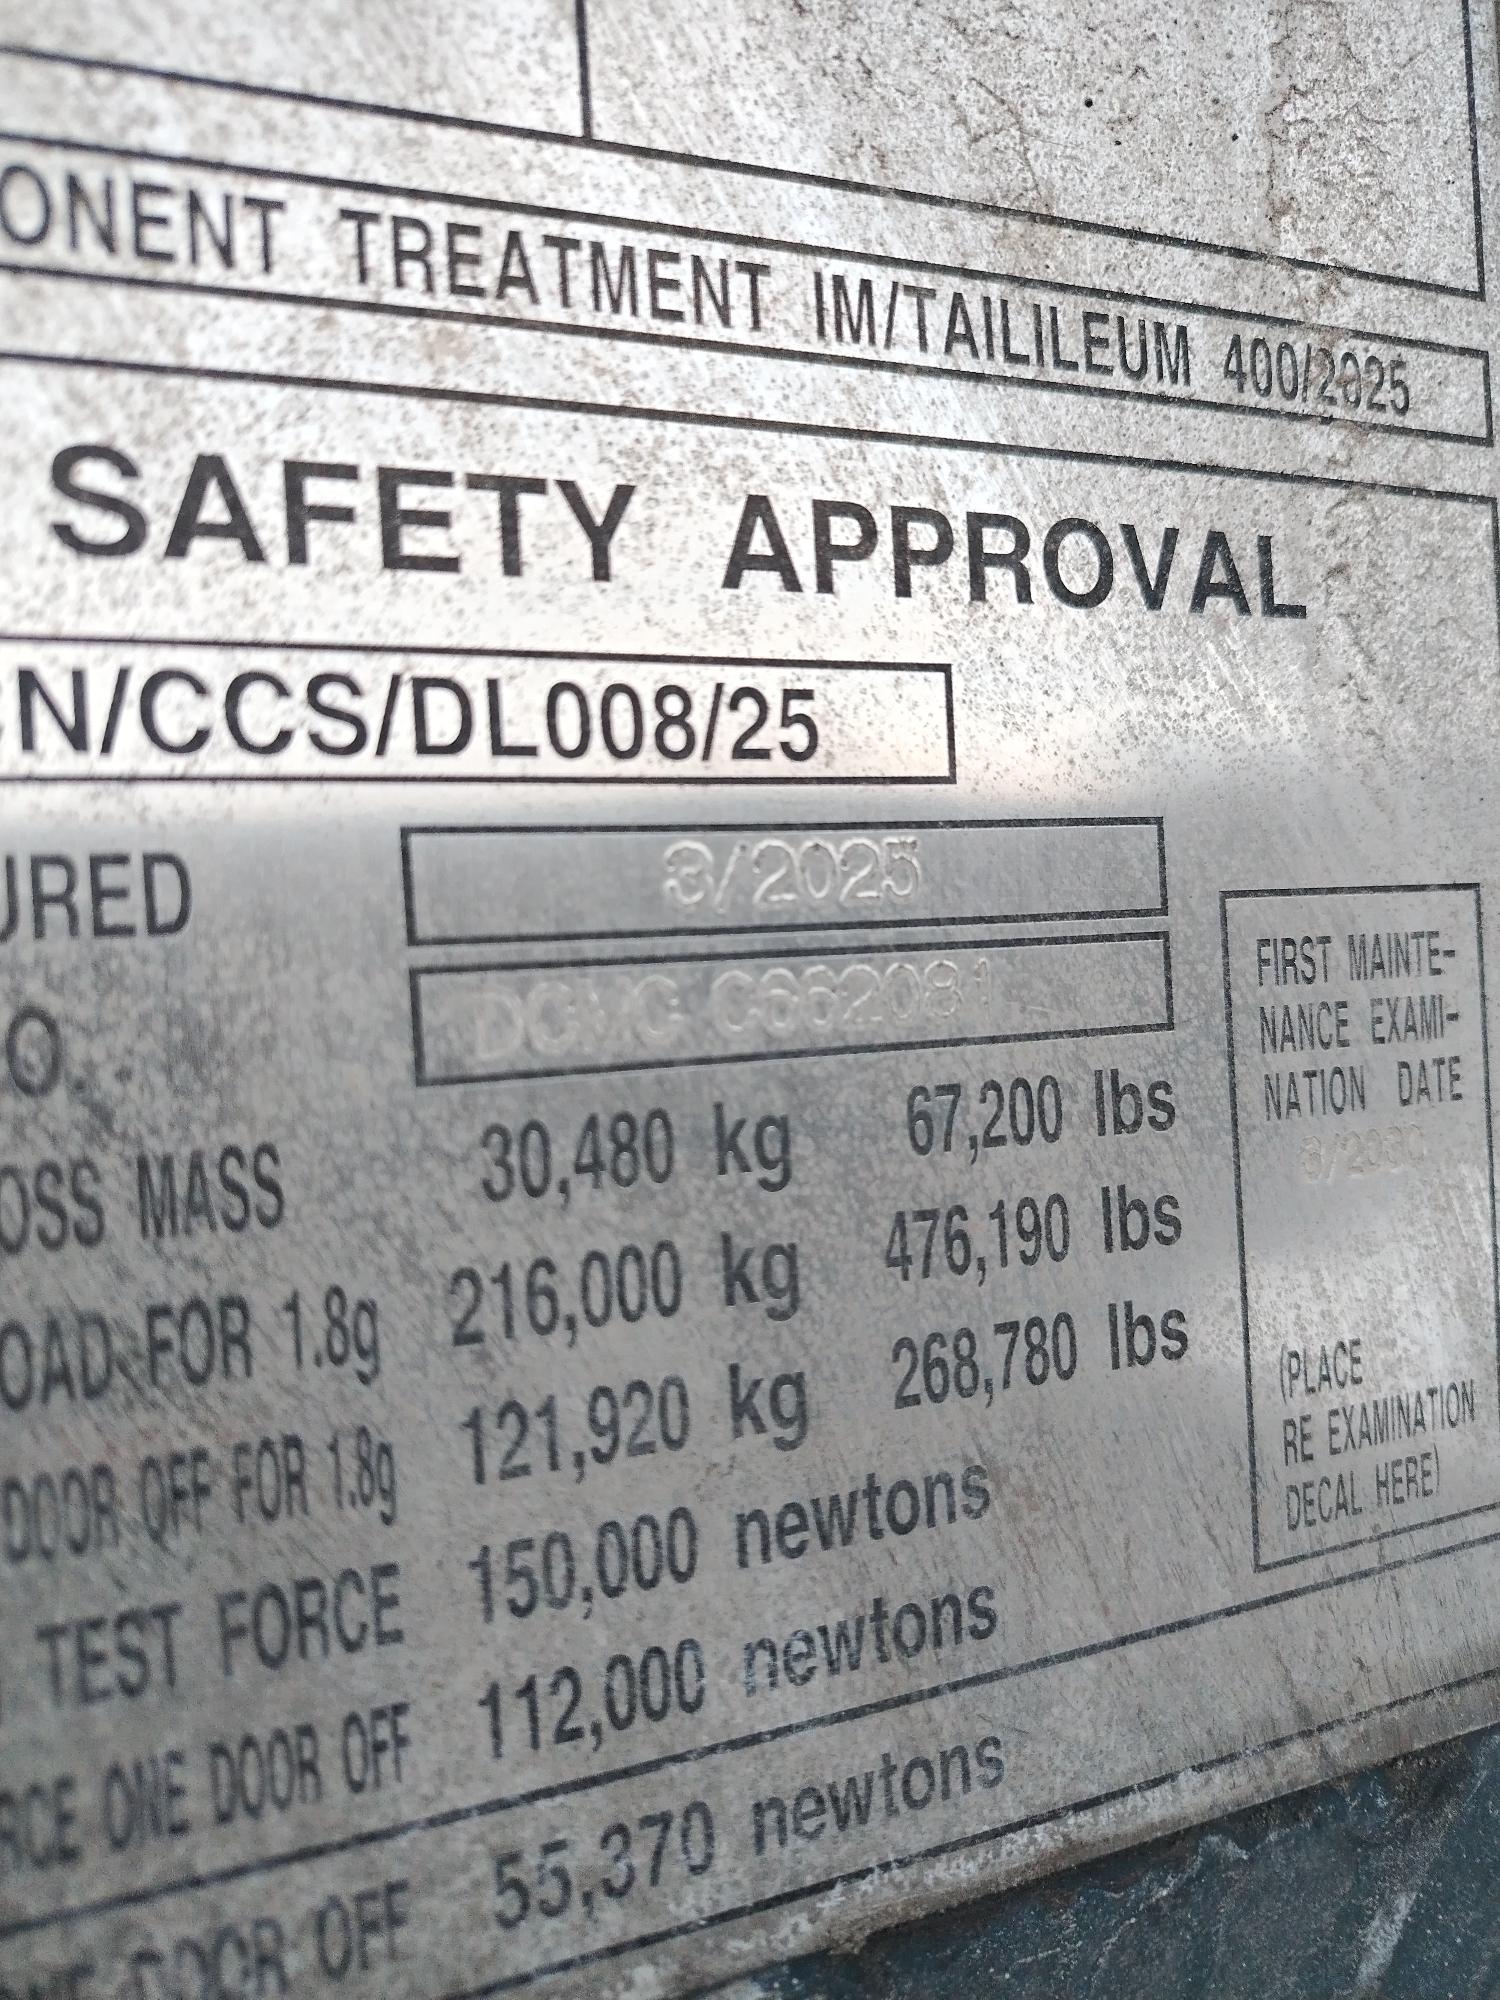 ONENT TREATMENT IM/TAILILEUM 400/2025
SAFETY APPROVAL
CN/CCS/DL008/25
URED 3/2025
O.
OSS MASS 30,480 kg 67,200 lbs
OAD FOR 1.8g 216,000 kg 476,190 lbs
DOOR OFF FOR 1.8g 121,920 kg 268,780 lbs
TEST FORCE 150,000 newtons
RCE ONE DOOR OFF 112,000 newtons
DOOR OFF 55,370 newtons
FIRST MAINTE-
NANCE EXAMI-
NATION DATE
(PLACE
RE EXAMINATION
DECAL HERE)